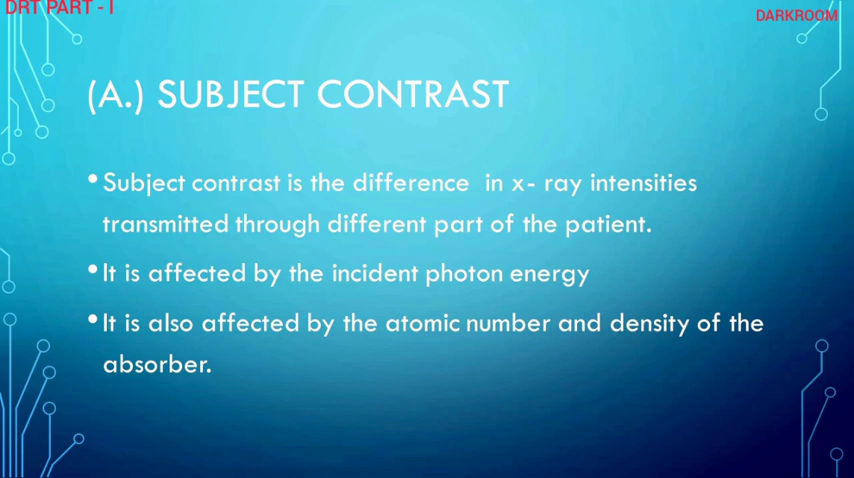 DRT PART - I
DARKROOM
(A.) SUBJECT CONTRAST
•Subject contrast is the difference in x- ray intensities
transmitted through different part of the patient.
•It is affected by the incident photon energy
•It is also affected by the atomic number and density of the
absorber.